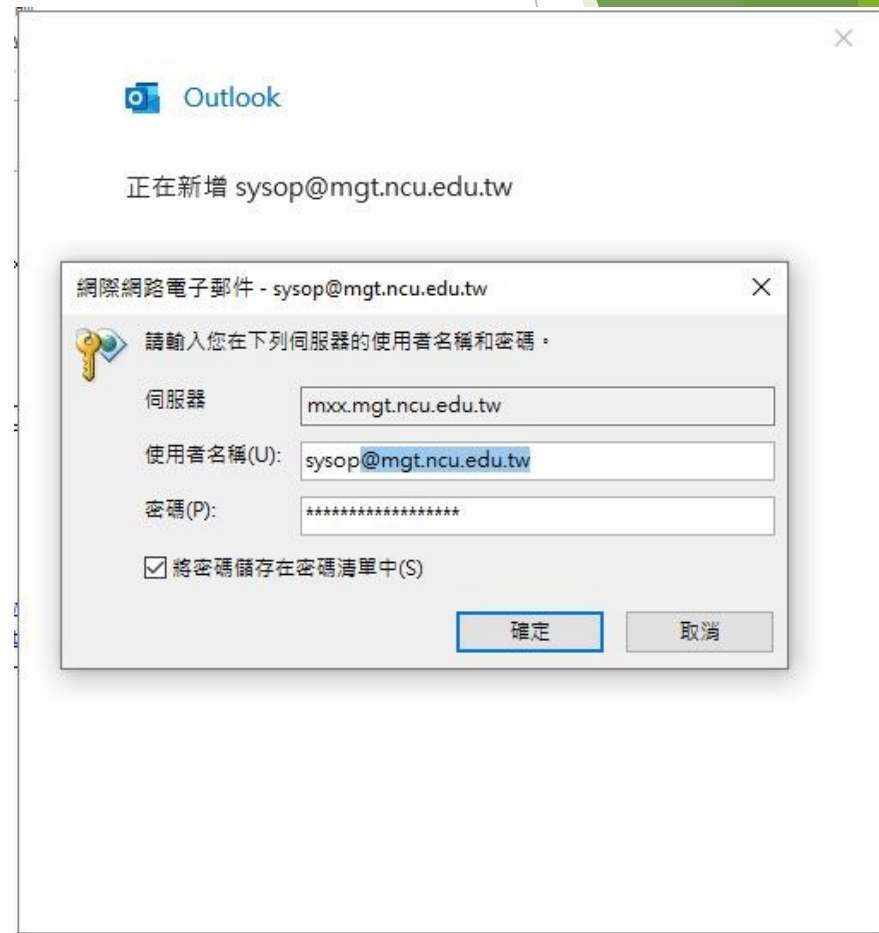 Outlook
正在新增 sysop@mgt.ncu.edu.tw
網際網路電子郵件 - sysop@mgt.ncu.edu.tw
請輸入您在下列伺服器的使用者名稱和密碼。
伺服器 mxx.mgt.ncu.edu.tw
使用者名稱(U): sysop@mgt.ncu.edu.tw
密碼(P): ******************
將密碼儲存在密碼清單中(S)
確定 取消